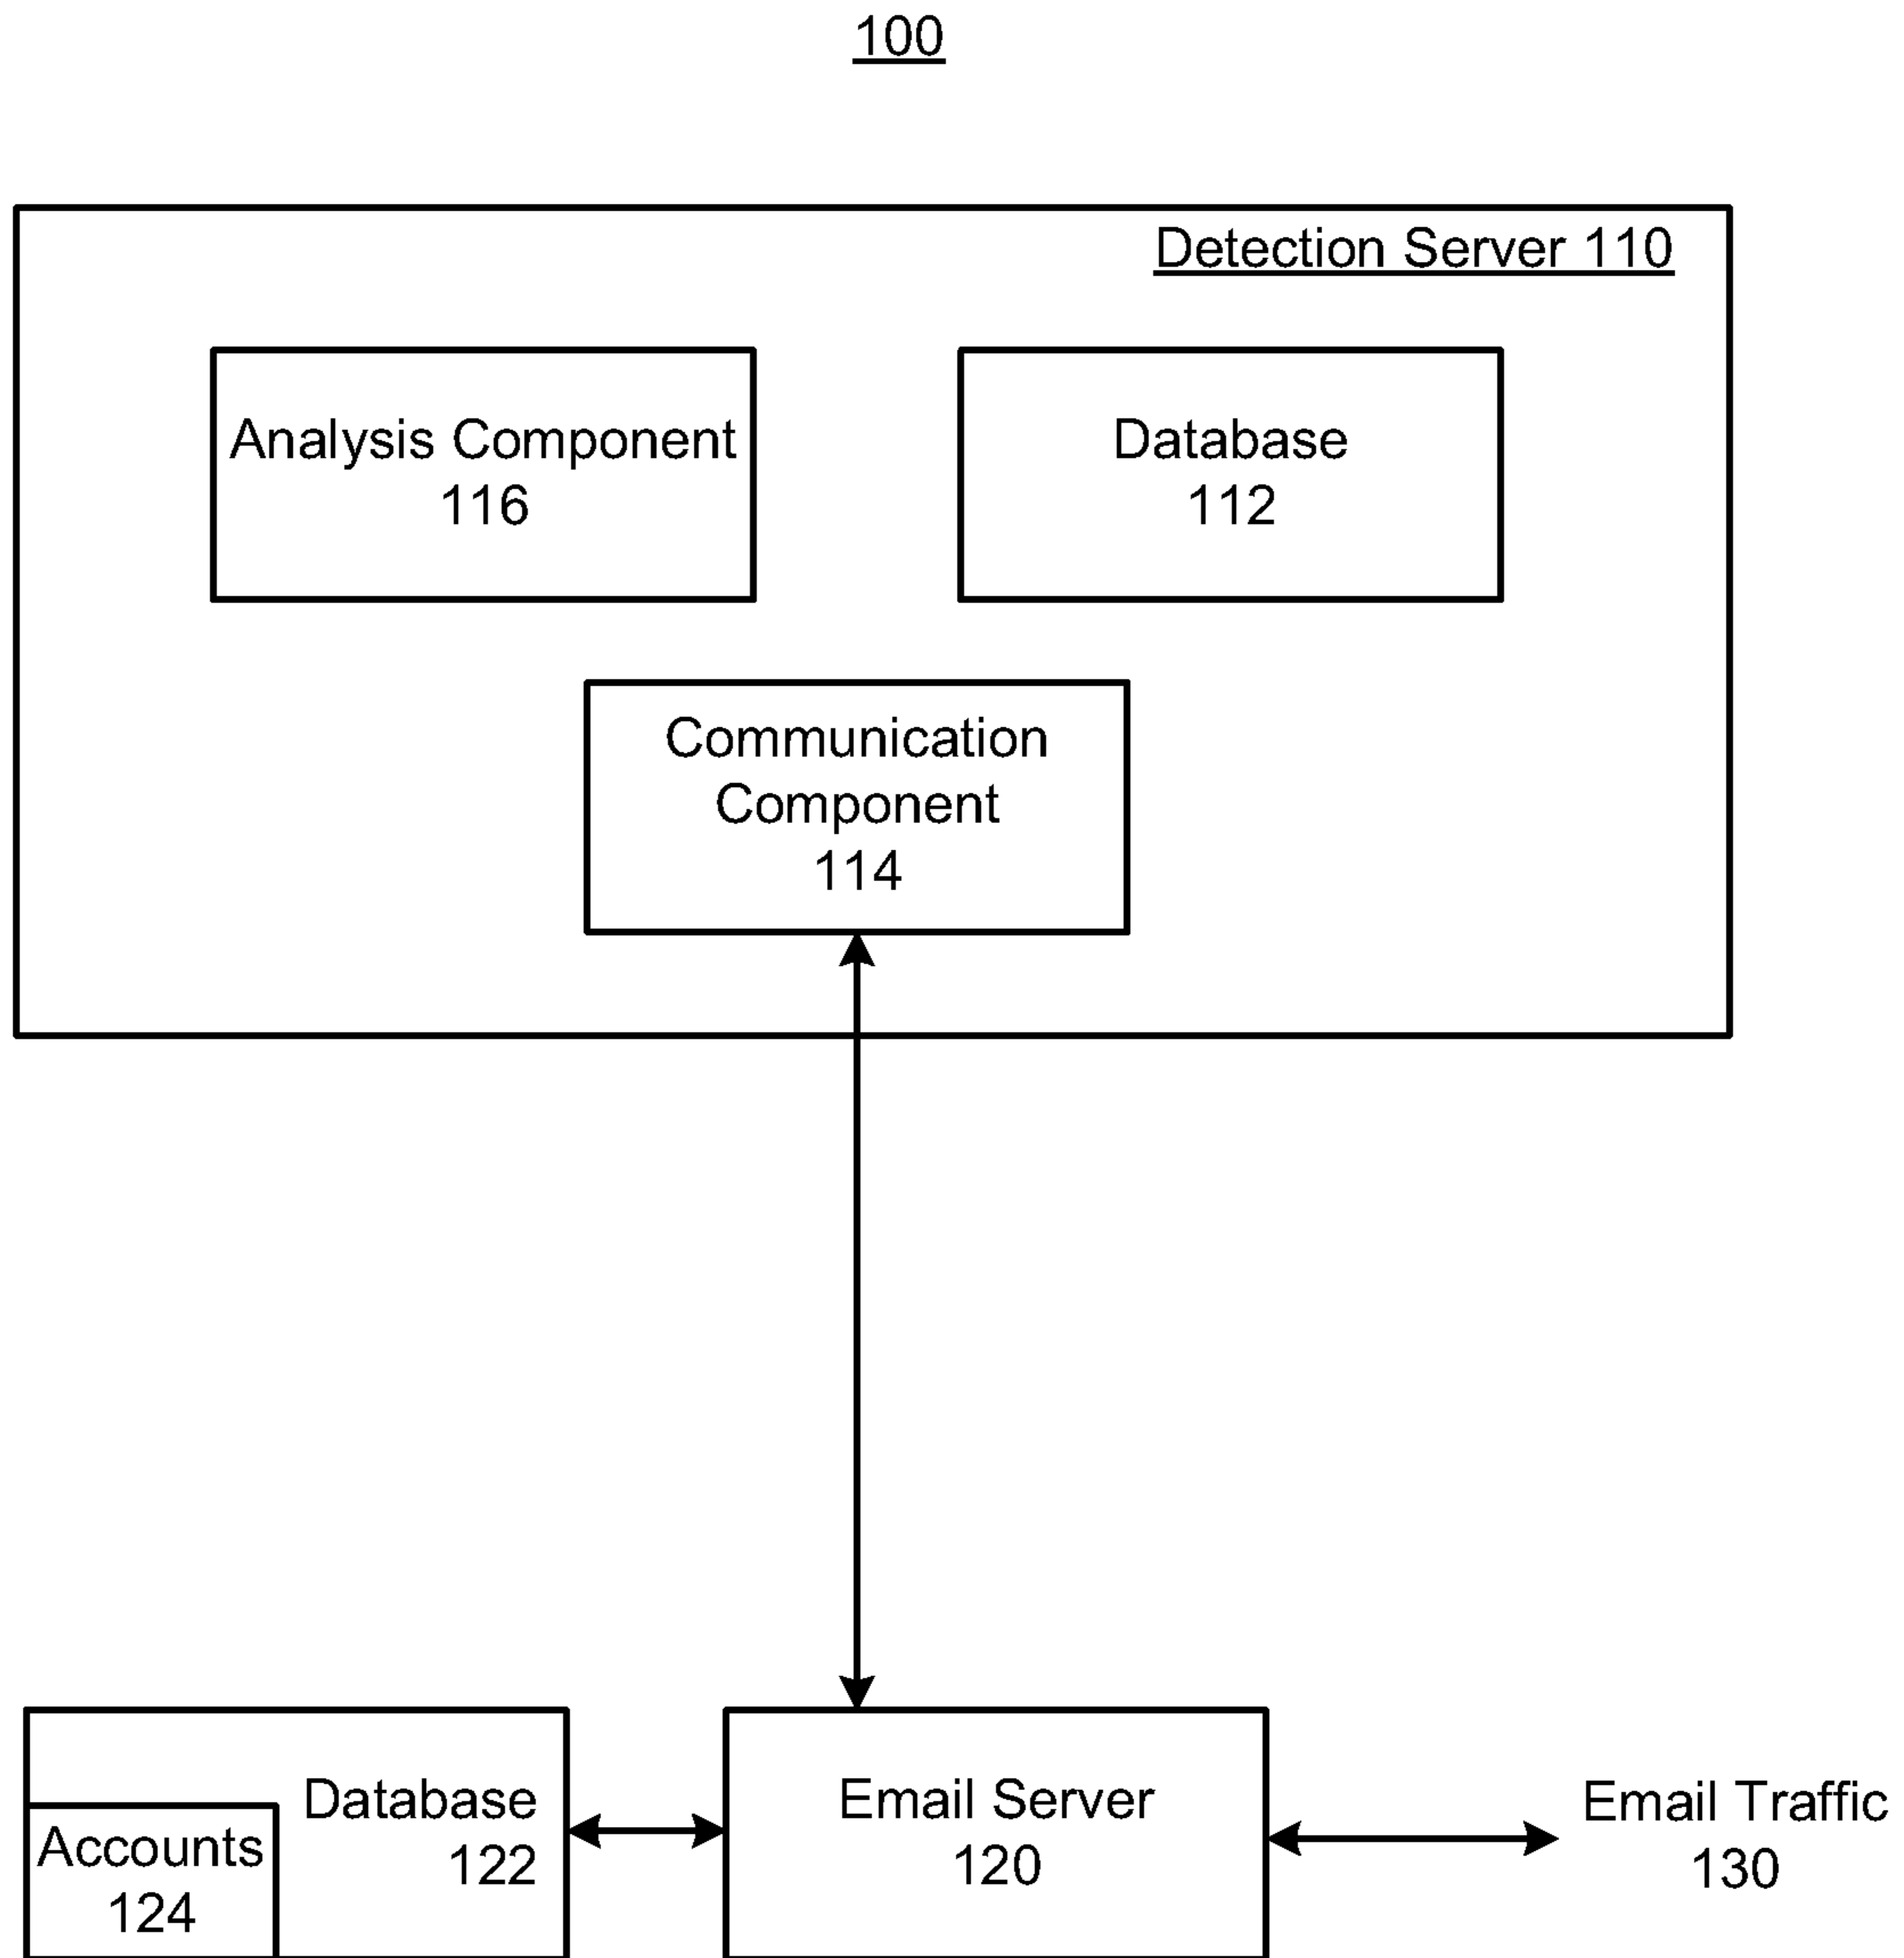 100
Detection Server 110
Analysis Component
116
Database
112
Communication
Component
114
Database
122
Accounts
124
Email Server
120
Email Traffic
130